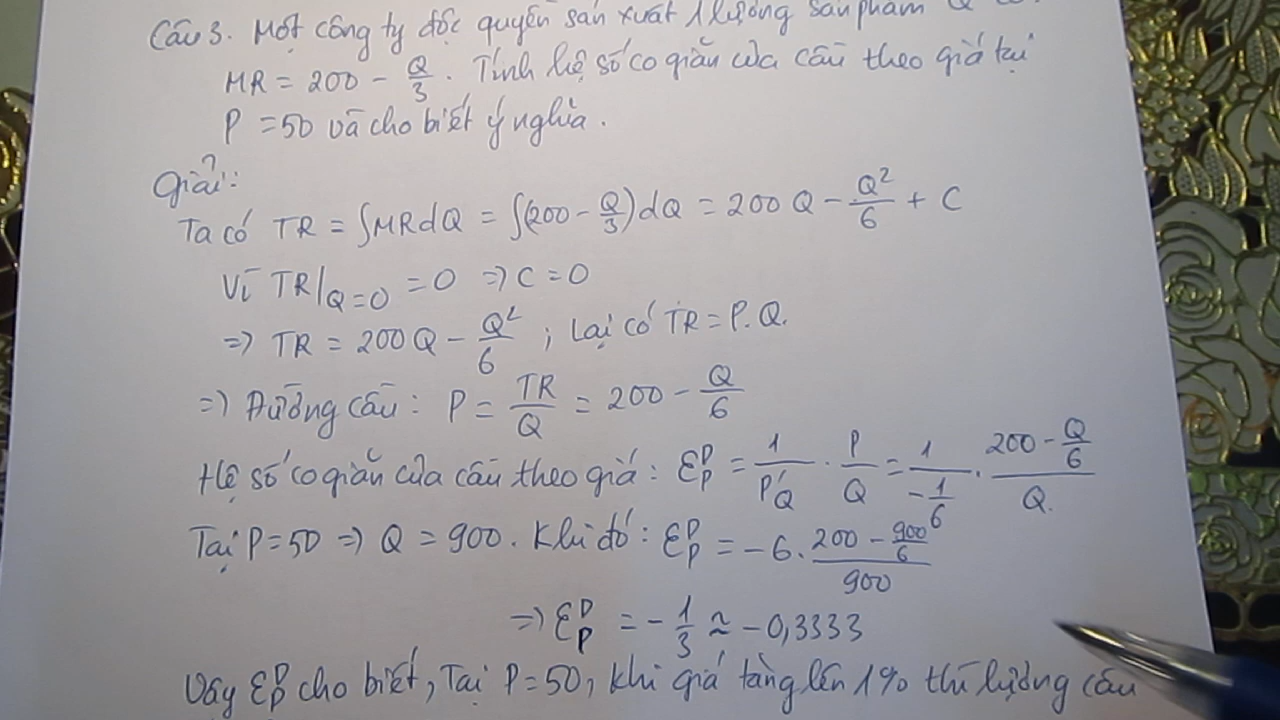 Câu 3. Một công ty độc quyền sản xuất 1 lượng sản phẩm Q
MR = 200 - Q/3. Tính hệ số co giãn của cầu theo giá tại
P = 50 và cho biết ý nghĩa.
Giải:
Ta có TR = ∫MRdQ = ∫(200 - Q/3)dQ = 200Q - Q²/6 + C
Vì TR|Q=0 = 0 => C = 0
=> TR = 200Q - Q²/6 ; Lại có TR = P.Q.
=> Đường cầu: P = TR/Q = 200 - Q/6
Hệ số co giãn của cầu theo giá: ε^D_P = 1/P'_Q . P/Q = 1/(-1/6) . (200 - Q/6)/Q.
Tại P = 50 => Q = 900. Khi đó: ε^D_P = -6. (200 - 900/6)/900
=> ε^D_P = -1/3 ≈ -0,3333
Vậy ε^D_P cho biết, Tại P = 50, khi giá tăng lên 1% thì lượng cầu